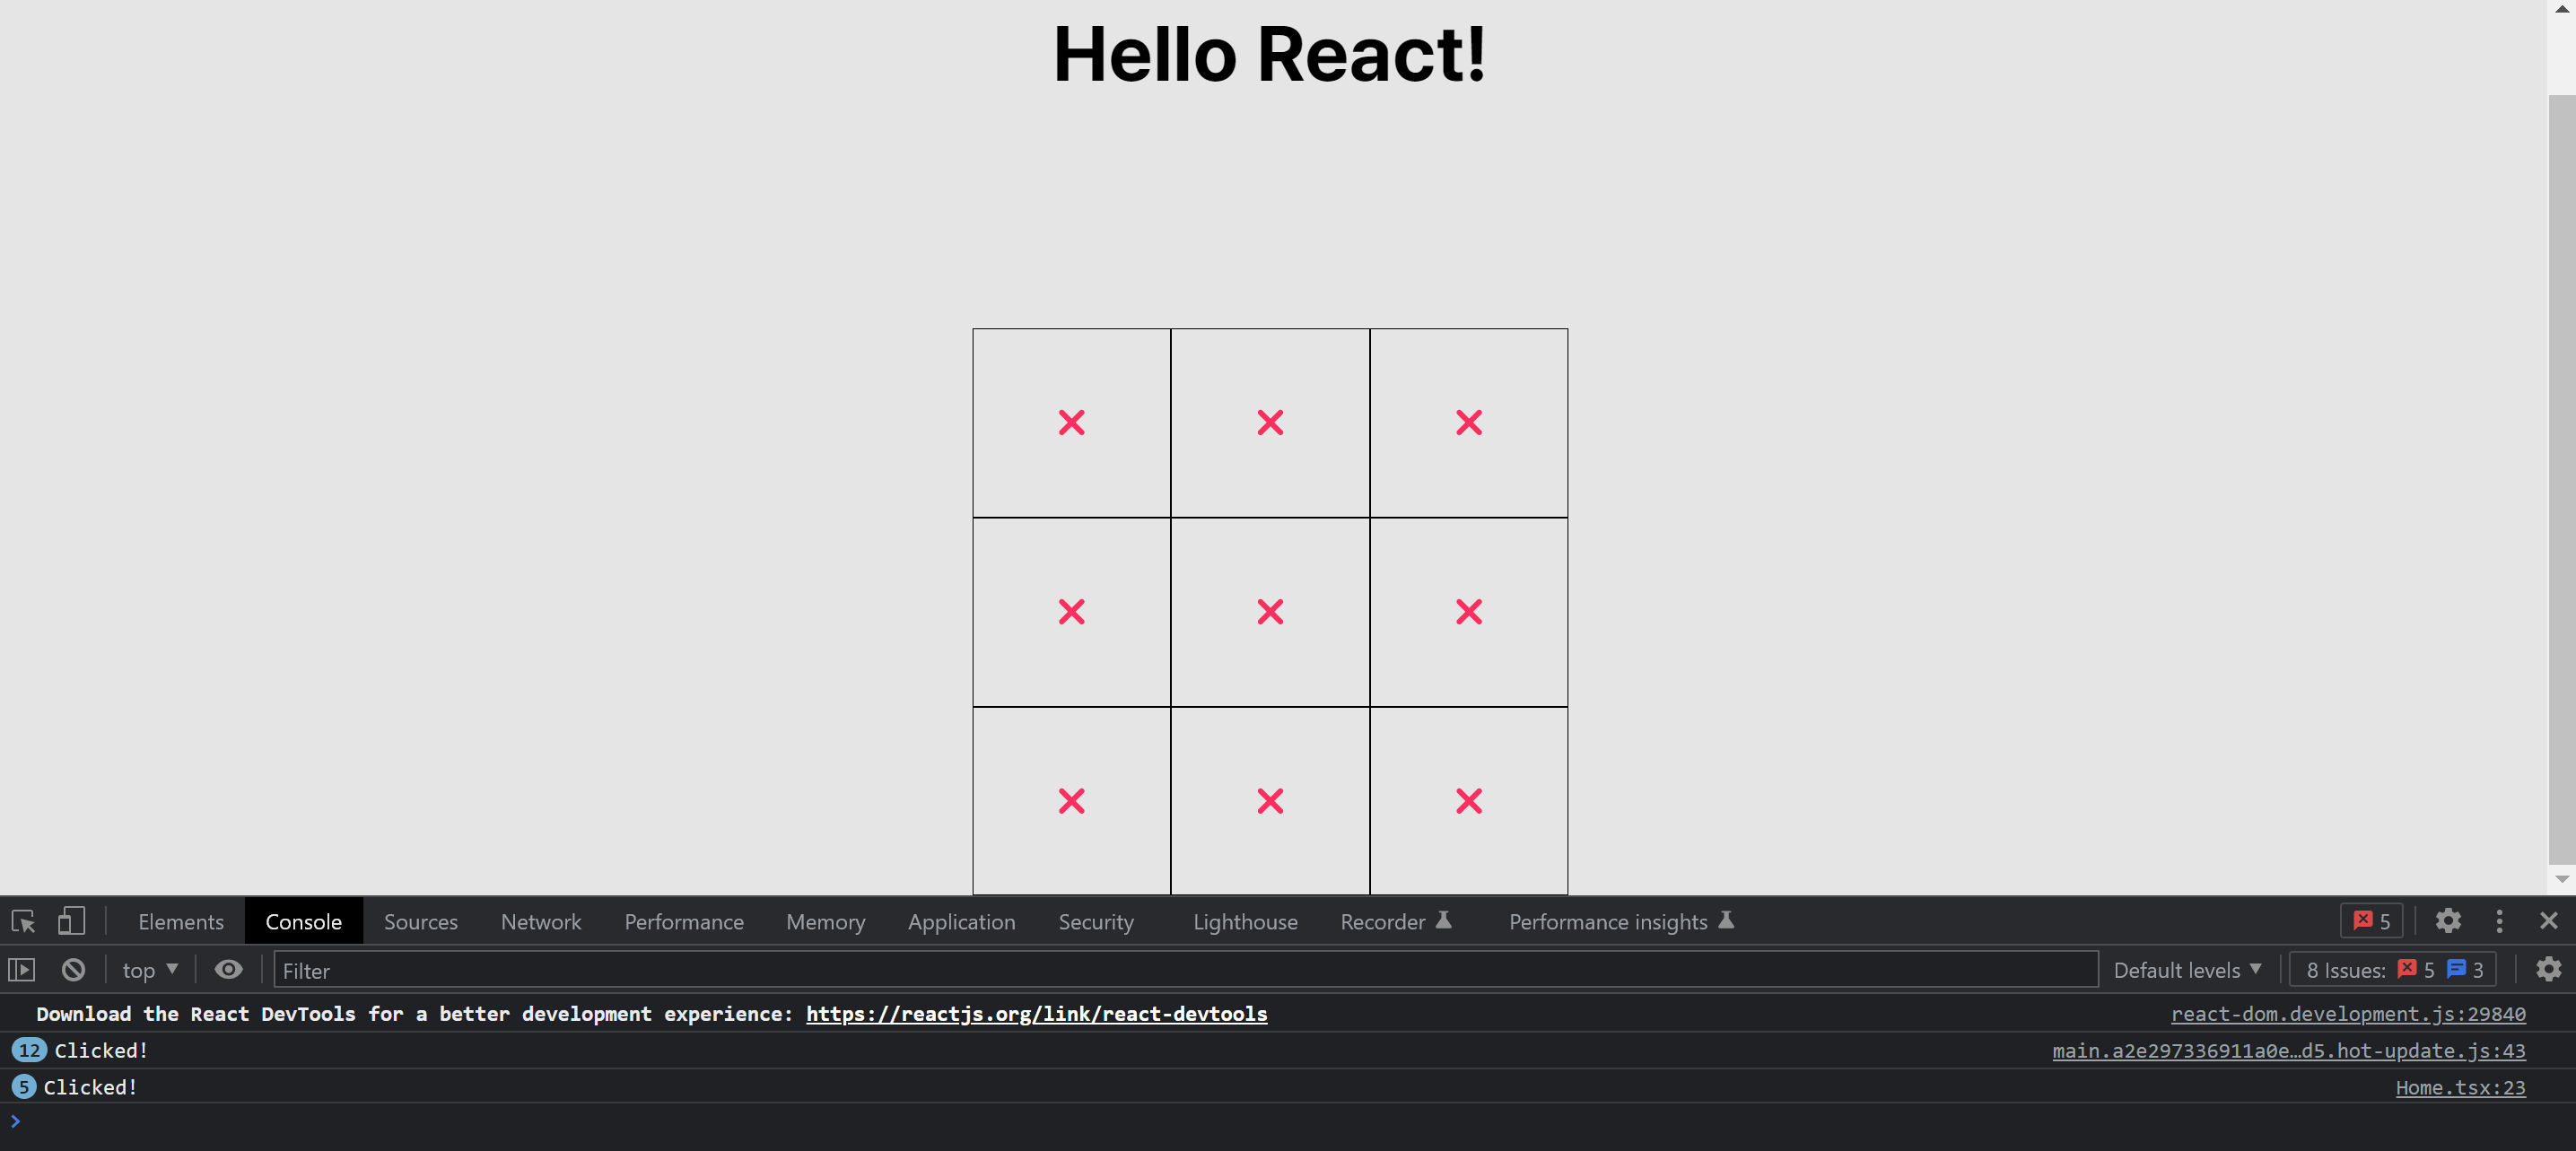 Hello React!
Elements Console Sources Network Performance Memory Application Security Lighthouse Recorder Performance insights 5
top Filter Default levels 8 Issues: 5 3
Download the React DevTools for a better development experience: https://reactjs.org/link/react-devtools react-dom.development.js:29840
12 Clicked! main.a2e297336911a0e…d5.hot-update.js:43
5 Clicked! Home.tsx:23